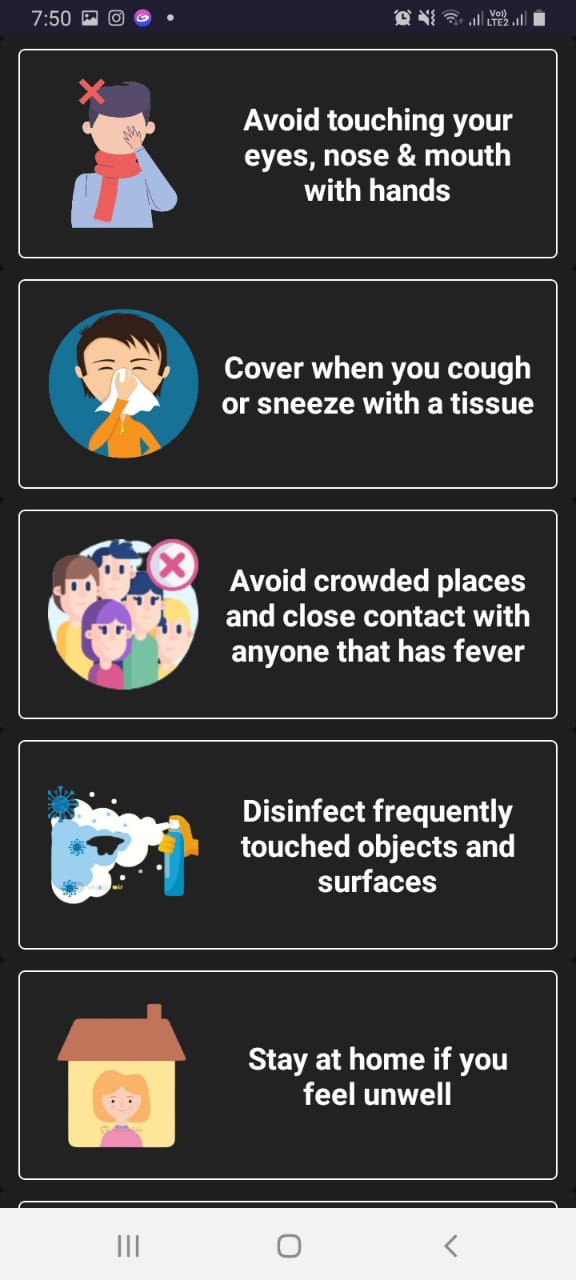 7:50
Vo))
LTE2
Avoid touching your
eyes, nose & mouth
with hands
Cover when you cough
or sneeze with a tissue
Avoid crowded places
and close contact with
anyone that has fever
Disinfect frequently
touched objects and
surfaces
Stay at home if you
feel unwell